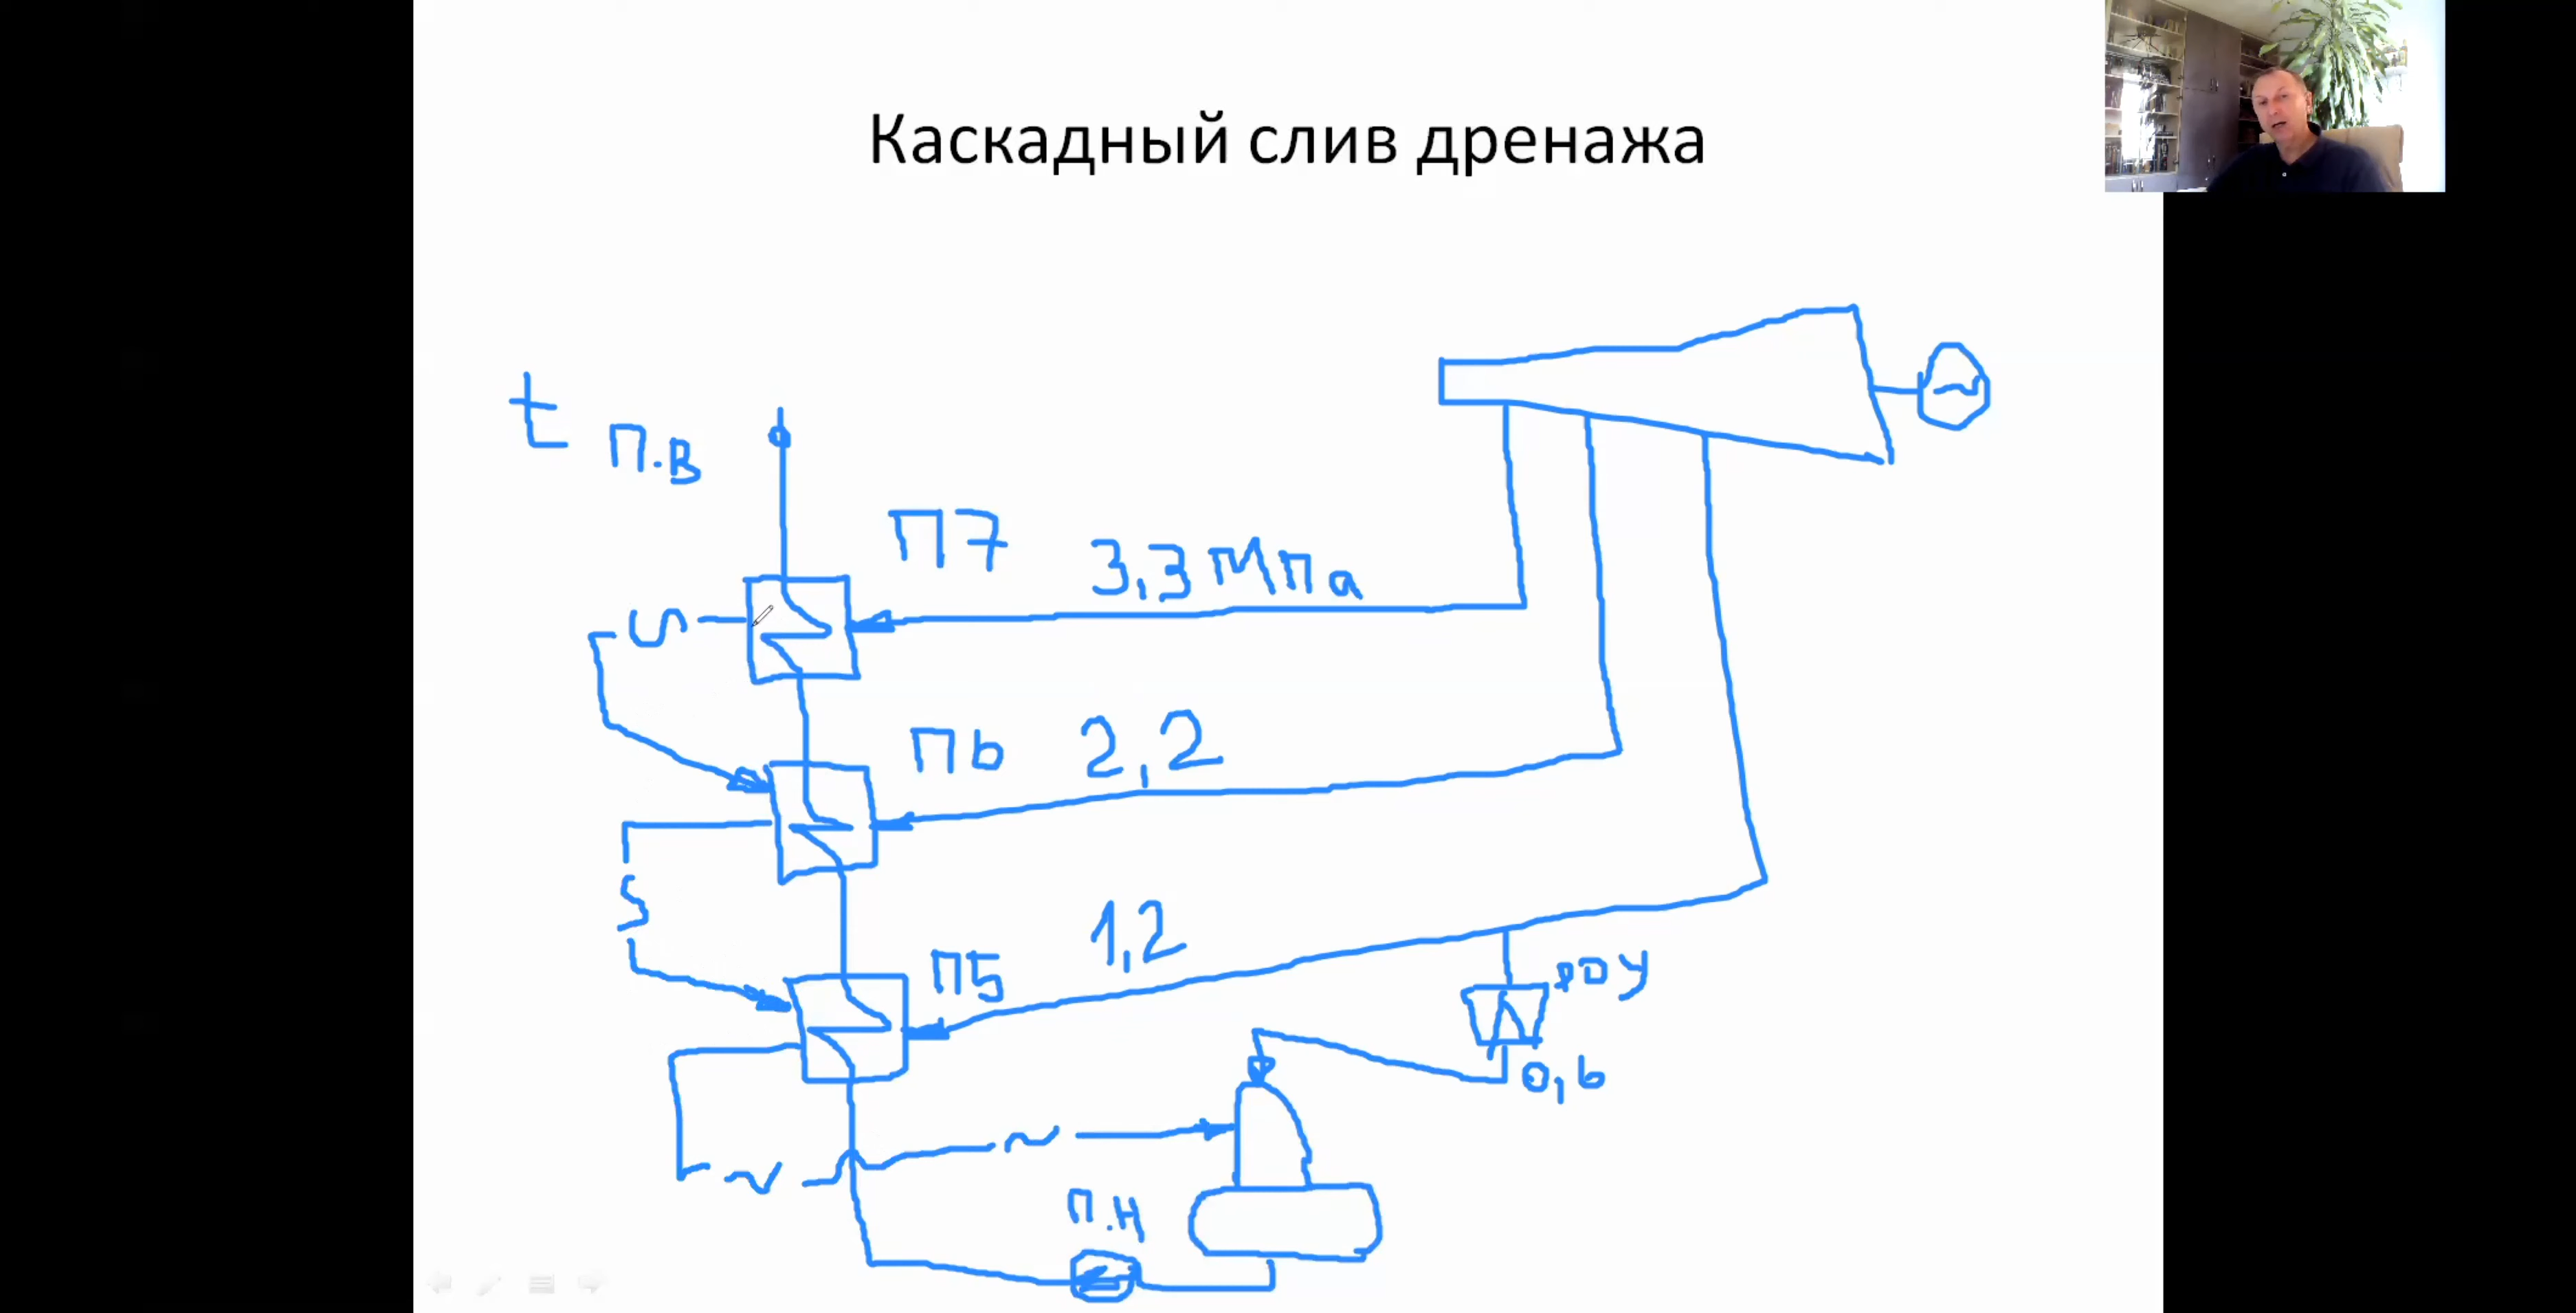 Каскадный слив дренажа
t п.в
П7 3,3 МПа
П6 2,2
П5 1,2
РОУ
0,6
П.Н